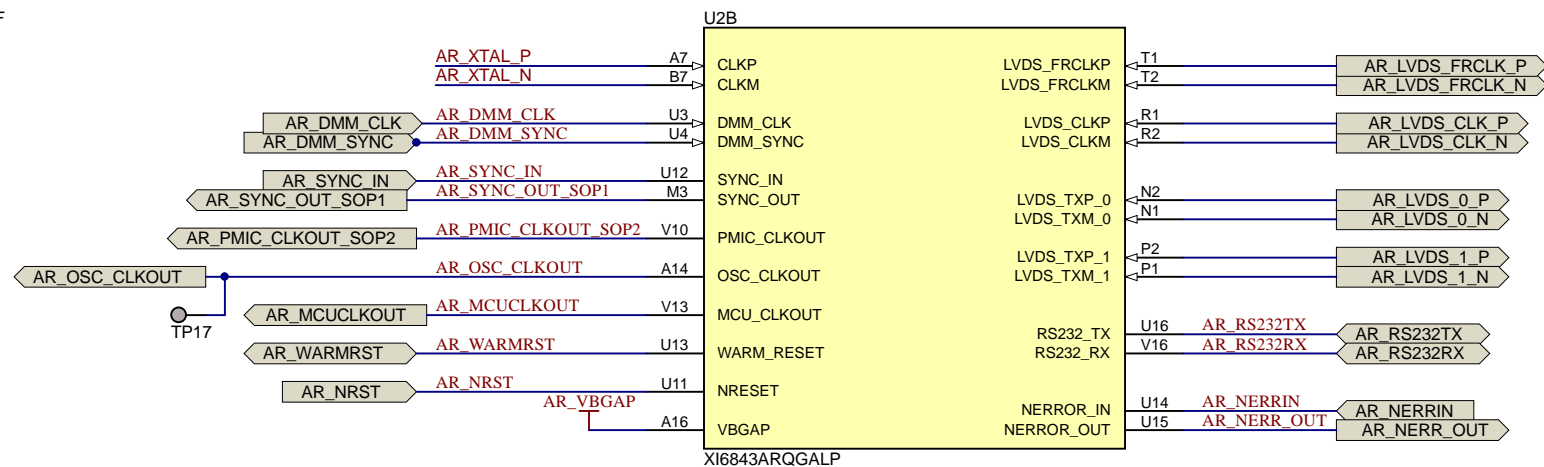 F
U2B
AR_XTAL_P A7 CLKP LVDS_FRCLKP T1 AR_LVDS_FRCLK_P
AR_XTAL_N B7 CLKM LVDS_FRCLKM T2 AR_LVDS_FRCLK_N
AR_DMM_CLK AR_DMM_CLK U3 DMM_CLK LVDS_CLKP R1 AR_LVDS_CLK_P
AR_DMM_SYNC AR_DMM_SYNC U4 DMM_SYNC LVDS_CLKM R2 AR_LVDS_CLK_N
AR_SYNC_IN AR_SYNC_IN U12 SYNC_IN
AR_SYNC_OUT_SOP1 AR_SYNC_OUT_SOP1 M3 SYNC_OUT LVDS_TXP_0 N2 AR_LVDS_0_P
LVDS_TXM_0 N1 AR_LVDS_0_N
AR_PMIC_CLKOUT_SOP2 AR_PMIC_CLKOUT_SOP2 V10 PMIC_CLKOUT
LVDS_TXP_1 P2 AR_LVDS_1_P
AR_OSC_CLKOUT AR_OSC_CLKOUT A14 OSC_CLKOUT LVDS_TXM_1 P1 AR_LVDS_1_N
AR_MCUCLKOUT AR_MCUCLKOUT V13 MCU_CLKOUT
TP17
RS232_TX U16 AR_RS232TX AR_RS232TX
AR_WARMRST AR_WARMRST U13 WARM_RESET RS232_RX V16 AR_RS232RX AR_RS232RX
AR_NRST AR_NRST U11 NRESET
AR_VBGAP NERROR_IN U14 AR_NERRIN AR_NERRIN
A16 VBGAP NERROR_OUT U15 AR_NERR_OUT AR_NERR_OUT
XI6843ARQGALP